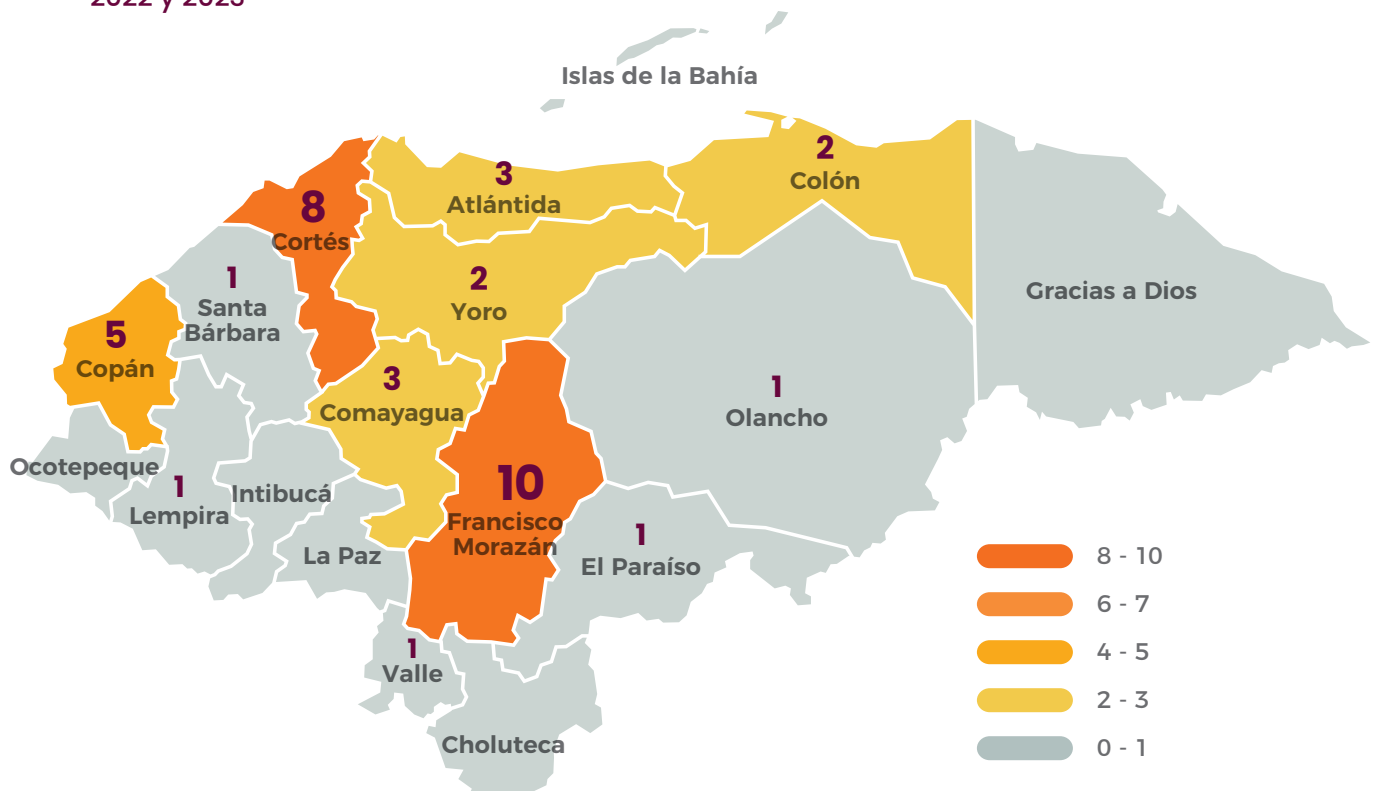 2022 y 2023
Islas de la Bahía
2
Colón
3
Atlántida
8
Cortés
1
Santa
Bárbara
2
Yoro
Gracias a Dios
5
Copán
3
Comayagua
1
Olancho
Ocotepeque
1
Lempira
Intibucá
10
Francisco
Morazán
La Paz
1
El Paraíso
1
Valle
Choluteca
8 - 10
6 - 7
4 - 5
2 - 3
0 - 1